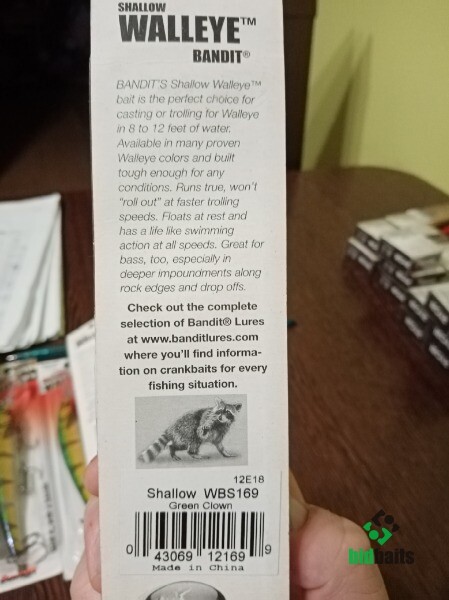 SHALLOW
WALLEYE™
BANDIT®
BANDIT'S Shallow Walleye™
bait is the perfect choice for
casting or trolling for Walleye
in 8 to 12 feet of water.
Available in many proven
Walleye colors and built
tough enough for any
conditions. Runs true, won't
"roll out" at faster trolling
speeds. Floats at rest and
has a life like swimming
action at all speeds. Great for
bass, too, especially in
deeper impoundments along
rock edges and drop offs.
Check out the complete
selection of Bandit® Lures
at www.banditlures.com
where you'll find informa-
tion on crankbaits for every
fishing situation.
12E18
Shallow WBS169
Green Clown
0 43069 12169 9
Made in China
bidbaits